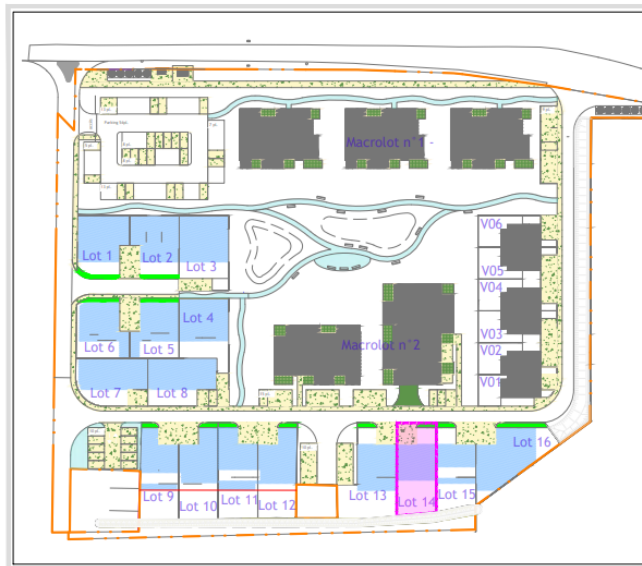 Macrolot n°1 -
V06
Lot 1
Lot 2
Lot 3
V05
V04
Lot 4
V03
Macrolot n°2
Lot 6
Lot 5
V02
Lot 7
Lot 8
V01
Lot 16
Lot 9
Lot 10
Lot 11
Lot 12
Lot 13
Lot 14
Lot 15